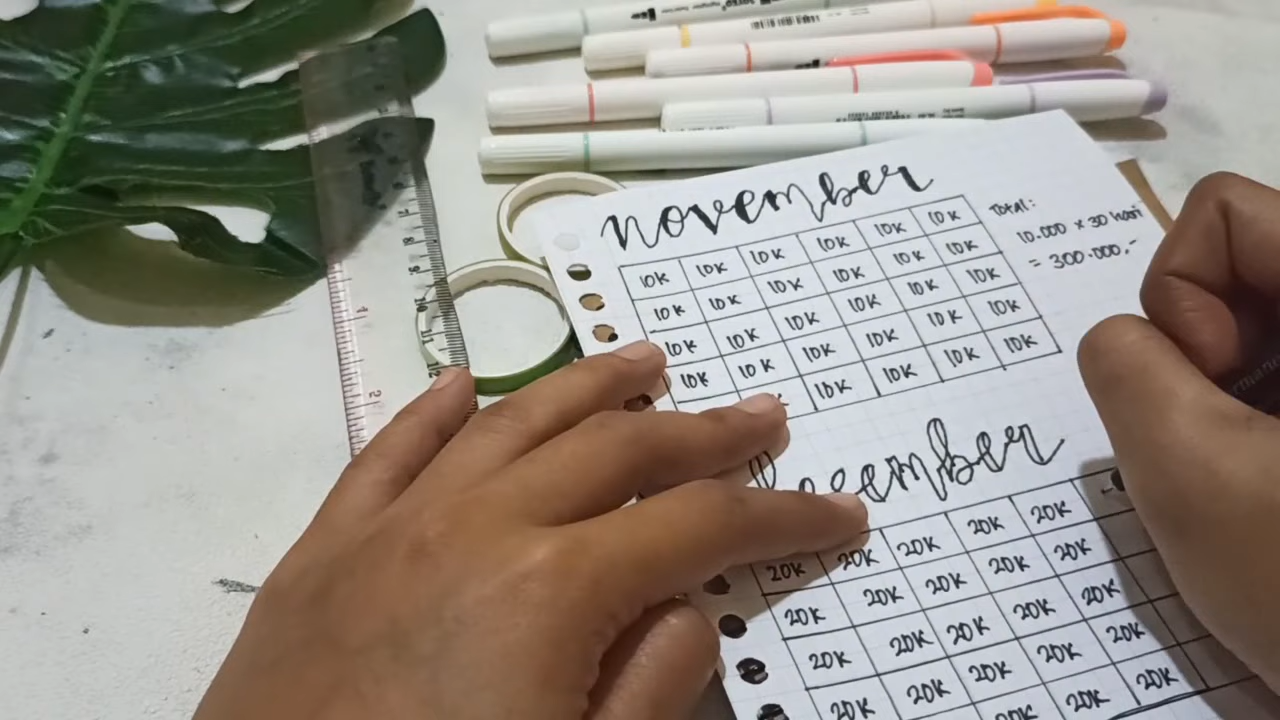 november
Total:
10.000 x 30 hari
= 300.000,-
10K 10K 10K 10K 10K 10K
10K 10K 10K 10K 10K 10K
10K 10K 10K 10K 10K 10K
10K 10K 10K 10K 10K 10K
10K 10K 10K 10K
december
20K 20K 20K 20K 20K
20K 20K 20K 20K 20K
20K 20K 20K 20K 20K
20K 20K 20K 20K 20K
20K 20K 20K